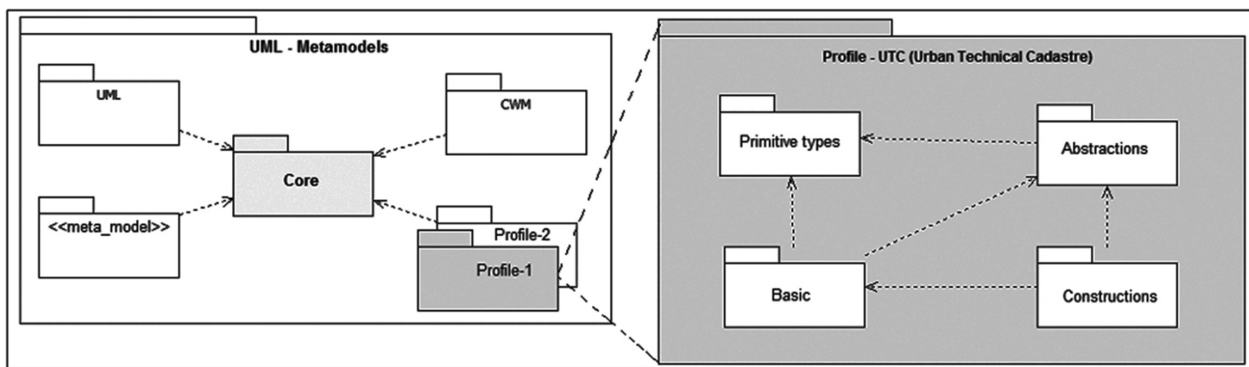 UML - Metamodels
UML
CWM
Core
<<meta_model>>
Profile-2
Profile-1
Profile - UTC (Urban Technical Cadastre)
Primitive types
Abstractions
Basic
Constructions